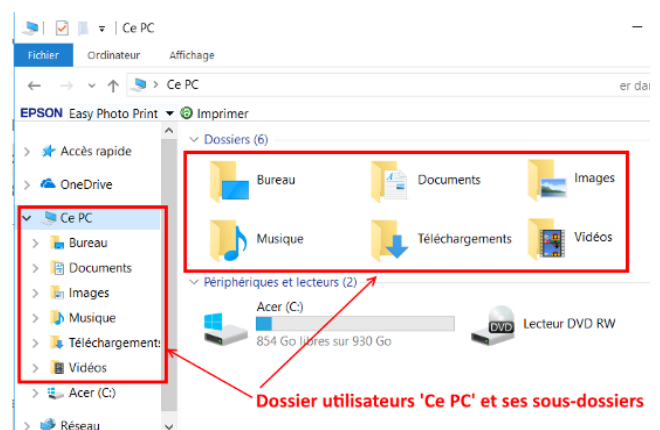 Ce PC
Fichier Ordinateur Affichage
Ce PC
er dan
EPSON Easy Photo Print Imprimer
Dossiers (6)
Accès rapide
OneDrive
Ce PC
Bureau
Documents
Images
Musique
Téléchargements
Vidéos
Acer (C:)
Réseau
Bureau Documents Images
Musique Téléchargements Vidéos
Périphériques et lecteurs (2)
Acer (C:)
854 Go libres sur 930 Go
DVD
Lecteur DVD RW
Dossier utilisateurs 'Ce PC' et ses sous-dossiers